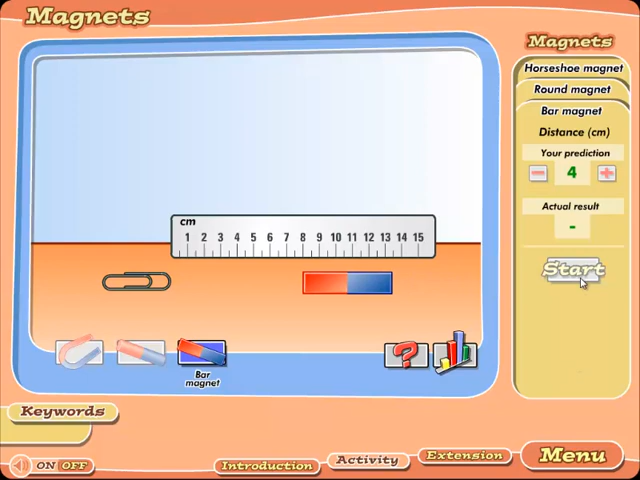 Magnets
Magnets
Horseshoe magnet
Round magnet
Bar magnet
Distance (cm)
Your prediction
- 4 +
Actual result
-
Start
cm
1 2 3 4 5 6 7 8 9 10 11 12 13 14 15
?
Bar
magnet
Keywords
ON OFF
Introduction
Activity
Extension
Menu